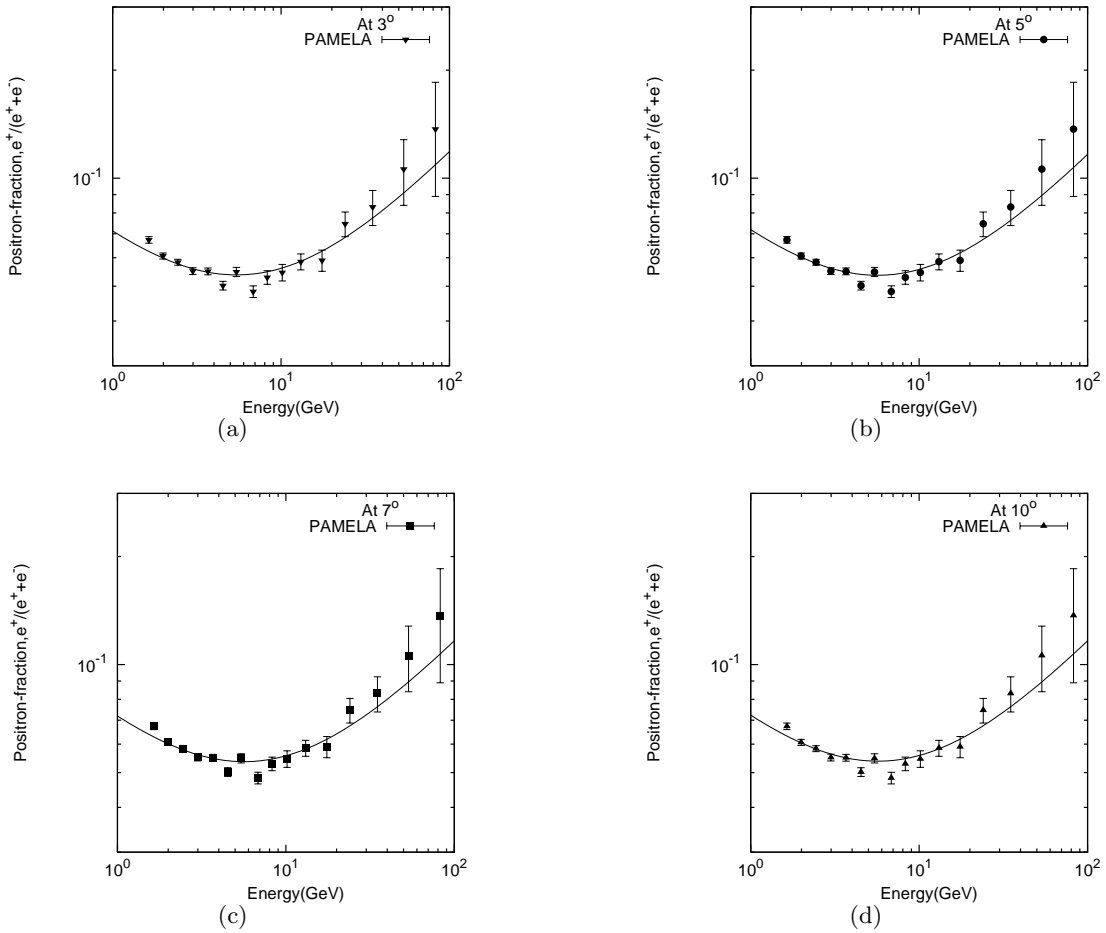 At 3°
PAMELA
Positron-fraction,e⁺/(e⁺+e⁻)
10⁻¹
10⁰ 10¹ 10²
Energy(GeV)
(a)
At 5°
PAMELA
Positron-fraction,e⁺/(e⁺+e⁻)
10⁻¹
10⁰ 10¹ 10²
Energy(GeV)
(b)
At 7°
PAMELA
Positron-fraction,e⁺/(e⁺+e⁻)
10⁻¹
10⁰ 10¹ 10²
Energy(GeV)
(c)
At 10°
PAMELA
Positron-fraction,e⁺/(e⁺+e⁻)
10⁻¹
10⁰ 10¹ 10²
Energy(GeV)
(d)